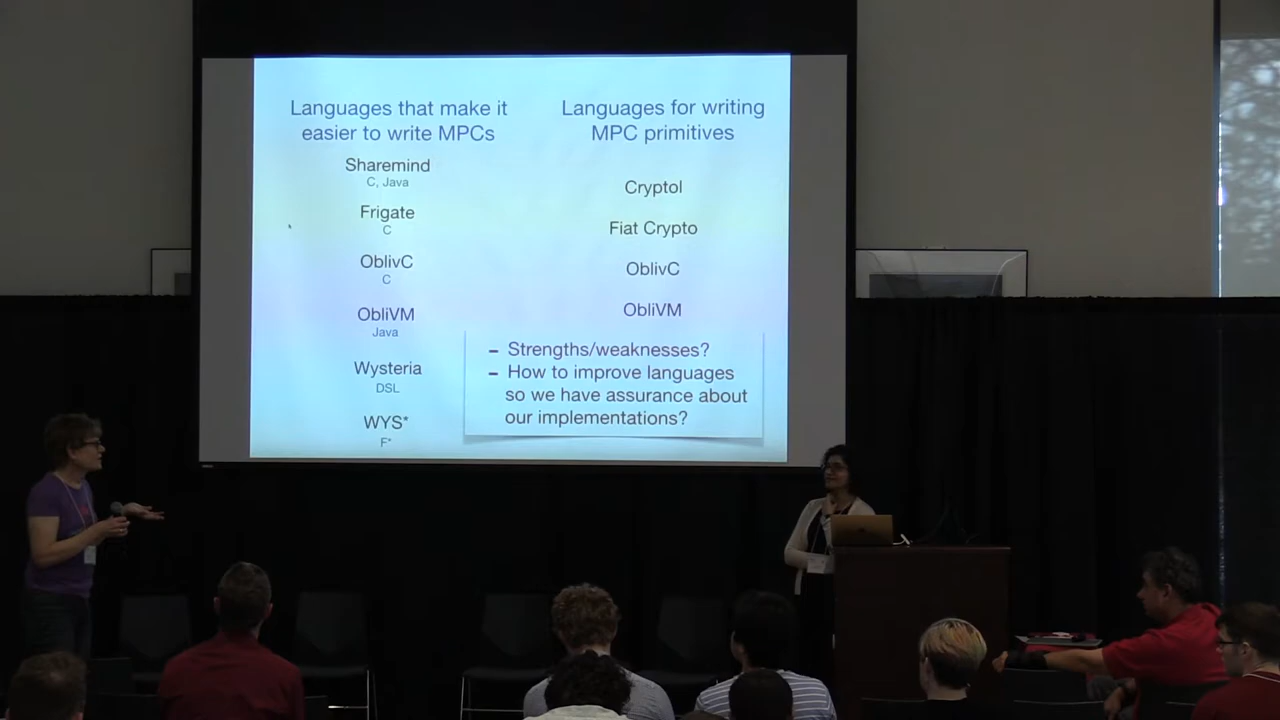 Languages that make it
easier to write MPCs
Sharemind
C, Java
Frigate
C
OblivC
C
ObliVM
Java
Wysteria
DSL
WYS*
F*
Languages for writing
MPC primitives
Cryptol
Fiat Crypto
OblivC
ObliVM
– Strengths/weaknesses?
– How to improve languages
so we have assurance about
our implementations?